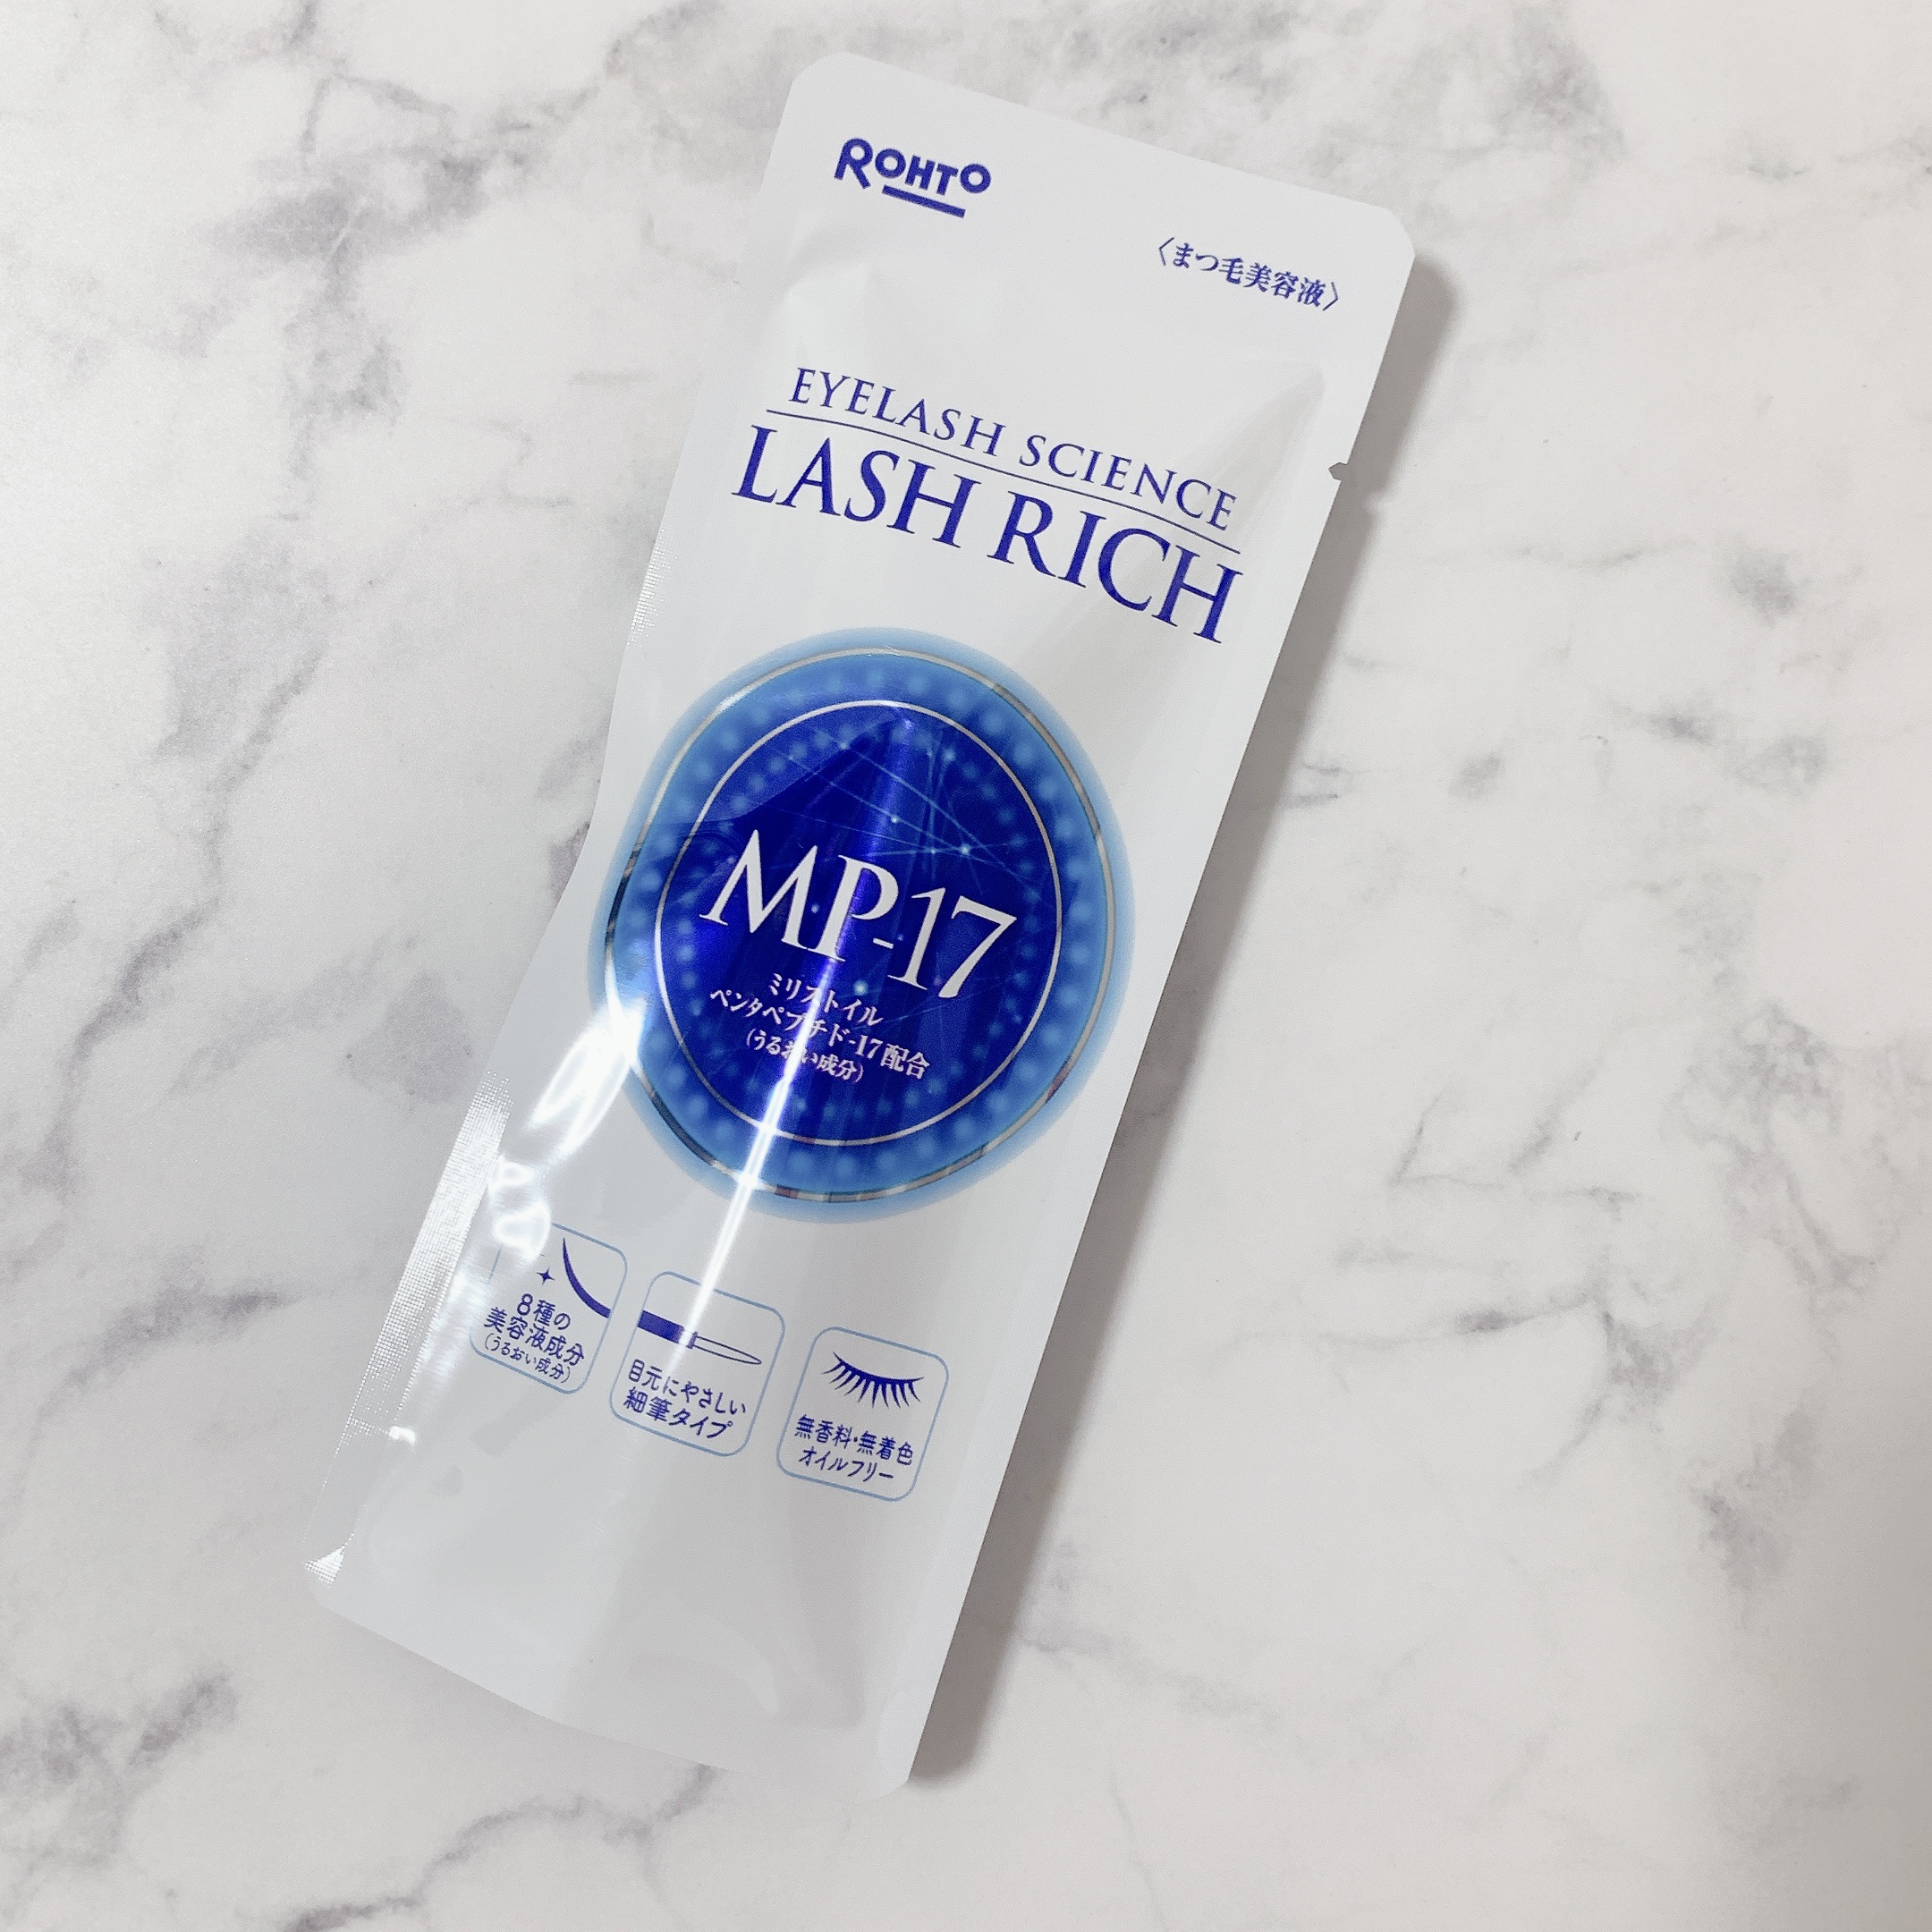 ROHTO
〈まつ毛美容液〉
EYELASH SCIENCE
LASH RICH
MP-17
ミリストイル
ペンタペプチド-17配合
(うるおい成分)
8種の
美容液成分
(うるおい成分)
目元にやさしい
細筆タイプ
無香料・無着色
オイルフリー